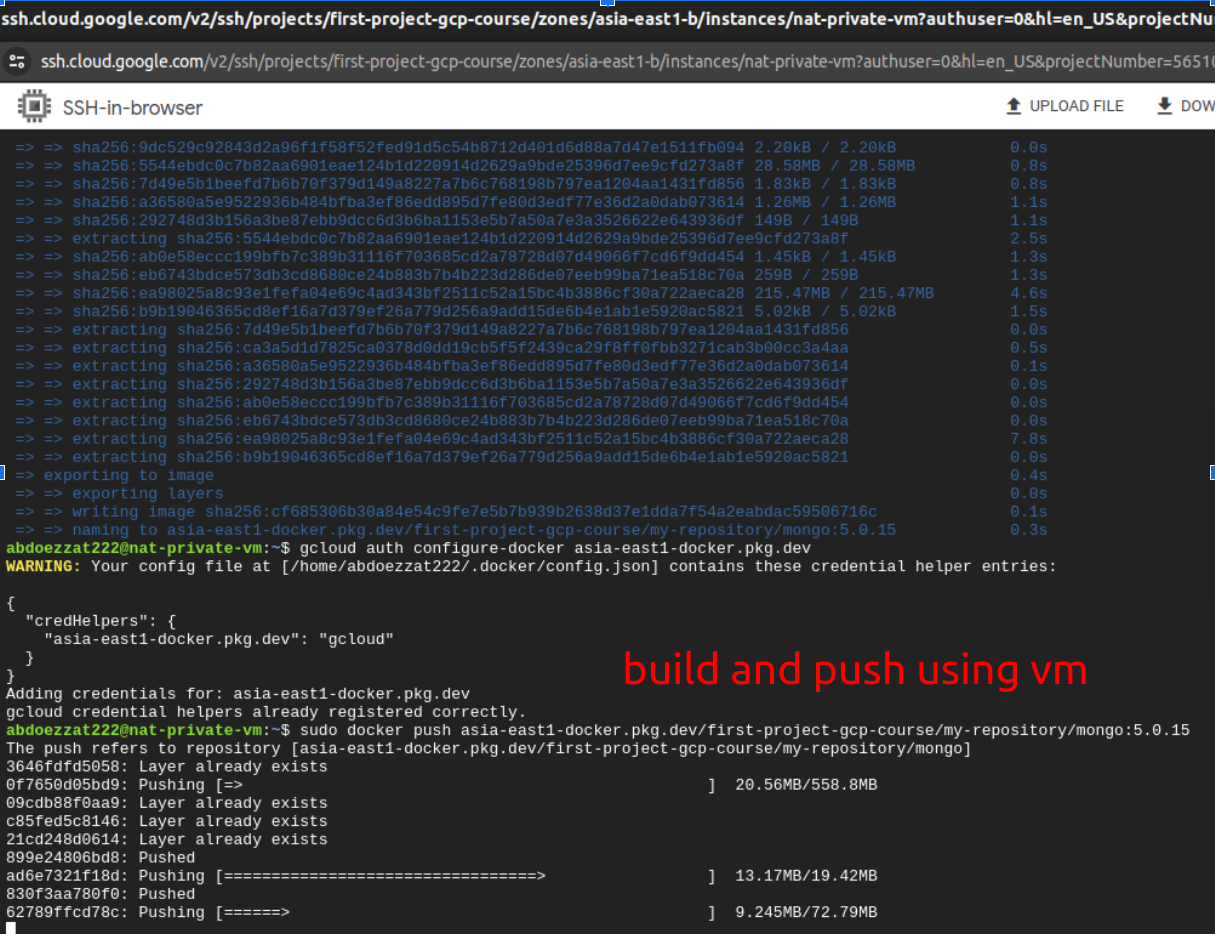 ssh.cloud.google.com/v2/ssh/projects/first-project-gcp-course/zones/asia-east1-b/instances/nat-private-vm?authuser=0&hl=en_US&projectNu
ssh.cloud.google.com/v2/ssh/projects/first-project-gcp-course/zones/asia-east1-b/instances/nat-private-vm?authuser=0&hl=en_US&projectNumber=56510
SSH-in-browser UPLOAD FILE DOW
=> => sha256:9dc529c92843d2a96f1f58f52fed91d5c54b8712d401d6d88a7d47e1511fb094 2.20kB / 2.20kB 0.0s
=> => sha256:5544ebdc0c7b82aa6901eae124b1d220914d2629a9bde25396d7ee9cfd273a8f 28.58MB / 28.58MB 0.8s
=> => sha256:7d49e5b1beefd7b6b70f379d149a8227a7b6c768198b797ea1204aa1431fd856 1.83kB / 1.83kB 0.8s
=> => sha256:a36580a5e9522936b484bfba3ef86edd895d7fe80d3edf77e36d2a0dab073614 1.26MB / 1.26MB 1.1s
=> => sha256:292748d3b156a3be87ebb9dcc6d3b6ba1153e5b7a50a7e3a3526622e643936df 149B / 149B 1.1s
=> => extracting sha256:5544ebdc0c7b82aa6901eae124b1d220914d2629a9bde25396d7ee9cfd273a8f 2.5s
=> => sha256:ab0e58eccc199bfb7c389b31116f703685cd2a78728d07d49066f7cd6f9dd454 1.45kB / 1.45kB 1.3s
=> => sha256:eb6743bdce573db3cd8680ce24b883b7b4b223d286de07eeb99ba71ea518c70a 259B / 259B 1.3s
=> => sha256:ea98025a8c93e1fefa04e69c4ad343bf2511c52a15bc4b3886cf30a722aeca28 215.47MB / 215.47MB 4.6s
=> => sha256:b9b19046365cd8ef16a7d379ef26a779d256a9add15de6b4e1ab1e5920ac5821 5.02kB / 5.02kB 1.5s
=> => extracting sha256:7d49e5b1beefd7b6b70f379d149a8227a7b6c768198b797ea1204aa1431fd856 0.0s
=> => extracting sha256:ca3a5d1d7825ca0378d0dd19cb5f5f2439ca29f8ff0fbb3271cab3b00cc3a4aa 0.5s
=> => extracting sha256:a36580a5e9522936b484bfba3ef86edd895d7fe80d3edf77e36d2a0dab073614 0.1s
=> => extracting sha256:292748d3b156a3be87ebb9dcc6d3b6ba1153e5b7a50a7e3a3526622e643936df 0.0s
=> => extracting sha256:ab0e58eccc199bfb7c389b31116f703685cd2a78728d07d49066f7cd6f9dd454 0.0s
=> => extracting sha256:eb6743bdce573db3cd8680ce24b883b7b4b223d286de07eeb99ba71ea518c70a 0.0s
=> => extracting sha256:ea98025a8c93e1fefa04e69c4ad343bf2511c52a15bc4b3886cf30a722aeca28 7.8s
=> => extracting sha256:b9b19046365cd8ef16a7d379ef26a779d256a9add15de6b4e1ab1e5920ac5821 0.0s
=> exporting to image 0.4s
=> => exporting layers 0.0s
=> => writing image sha256:cf685306b30a84e54c9fe7e5b7b939b2638d37e1dda7f54a2eabdac59506716c 0.1s
=> => naming to asia-east1-docker.pkg.dev/first-project-gcp-course/my-repository/mongo:5.0.15 0.3s
abdoezzat222@nat-private-vm:~$ gcloud auth configure-docker asia-east1-docker.pkg.dev
WARNING: Your config file at [/home/abdoezzat222/.docker/config.json] contains these credential helper entries:
{
"credHelpers": {
"asia-east1-docker.pkg.dev": "gcloud"
}
}
build and push using vm
Adding credentials for: asia-east1-docker.pkg.dev
gcloud credential helpers already registered correctly.
abdoezzat222@nat-private-vm:~$ sudo docker push asia-east1-docker.pkg.dev/first-project-gcp-course/my-repository/mongo:5.0.15
The push refers to repository [asia-east1-docker.pkg.dev/first-project-gcp-course/my-repository/mongo]
3646fdfd5058: Layer already exists
0f7650d05bd9: Pushing [=> ] 20.56MB/558.8MB
09cdb88f0aa9: Layer already exists
c85fed5c8146: Layer already exists
21cd248d0614: Layer already exists
899e24806bd8: Pushed
ad6e7321f18d: Pushing [=================================> ] 13.17MB/19.42MB
830f3aa780f0: Pushed
62789ffcd78c: Pushing [======> ] 9.245MB/72.79MB